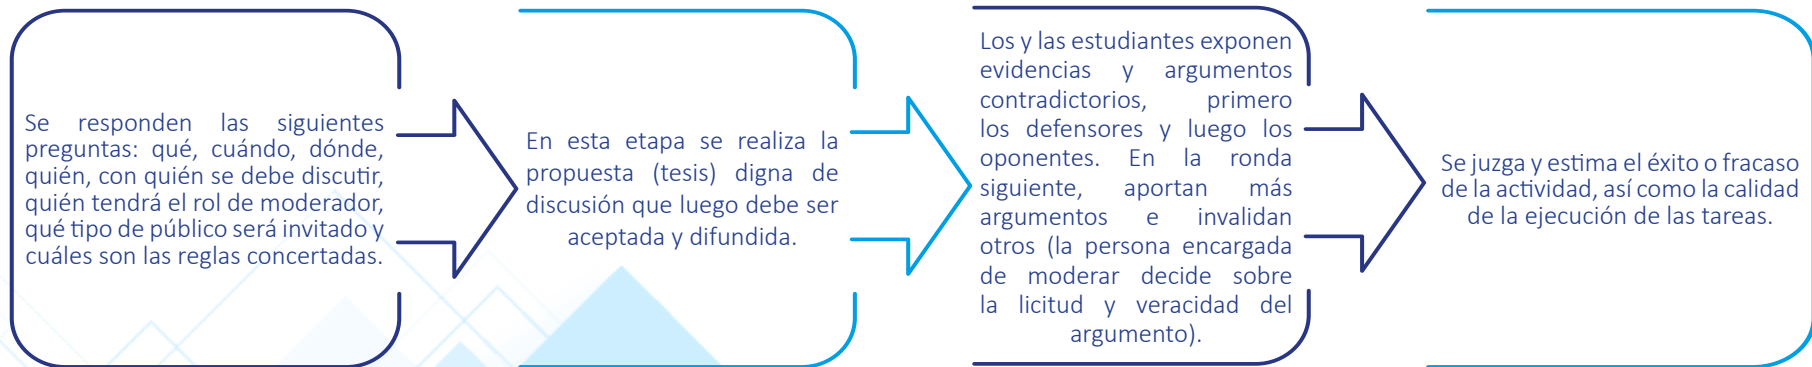 Se responden las siguientes
preguntas: qué, cuándo, dónde,
quién, con quién se debe discutir,
quién tendrá el rol de moderador,
qué tipo de público será invitado y
cuáles son las reglas concertadas.
En esta etapa se realiza la
propuesta (tesis) digna de
discusión que luego debe ser
aceptada y difundida.
Los y las estudiantes exponen
evidencias y argumentos
contradictorios, primero
los defensores y luego los
oponentes. En la ronda
siguiente, aportan más
argumentos e invalidan
otros (la persona encargada
de moderar decide sobre
la licitud y veracidad del
argumento).
Se juzga y estima el éxito o fracaso
de la actividad, así como la calidad
de la ejecución de las tareas.